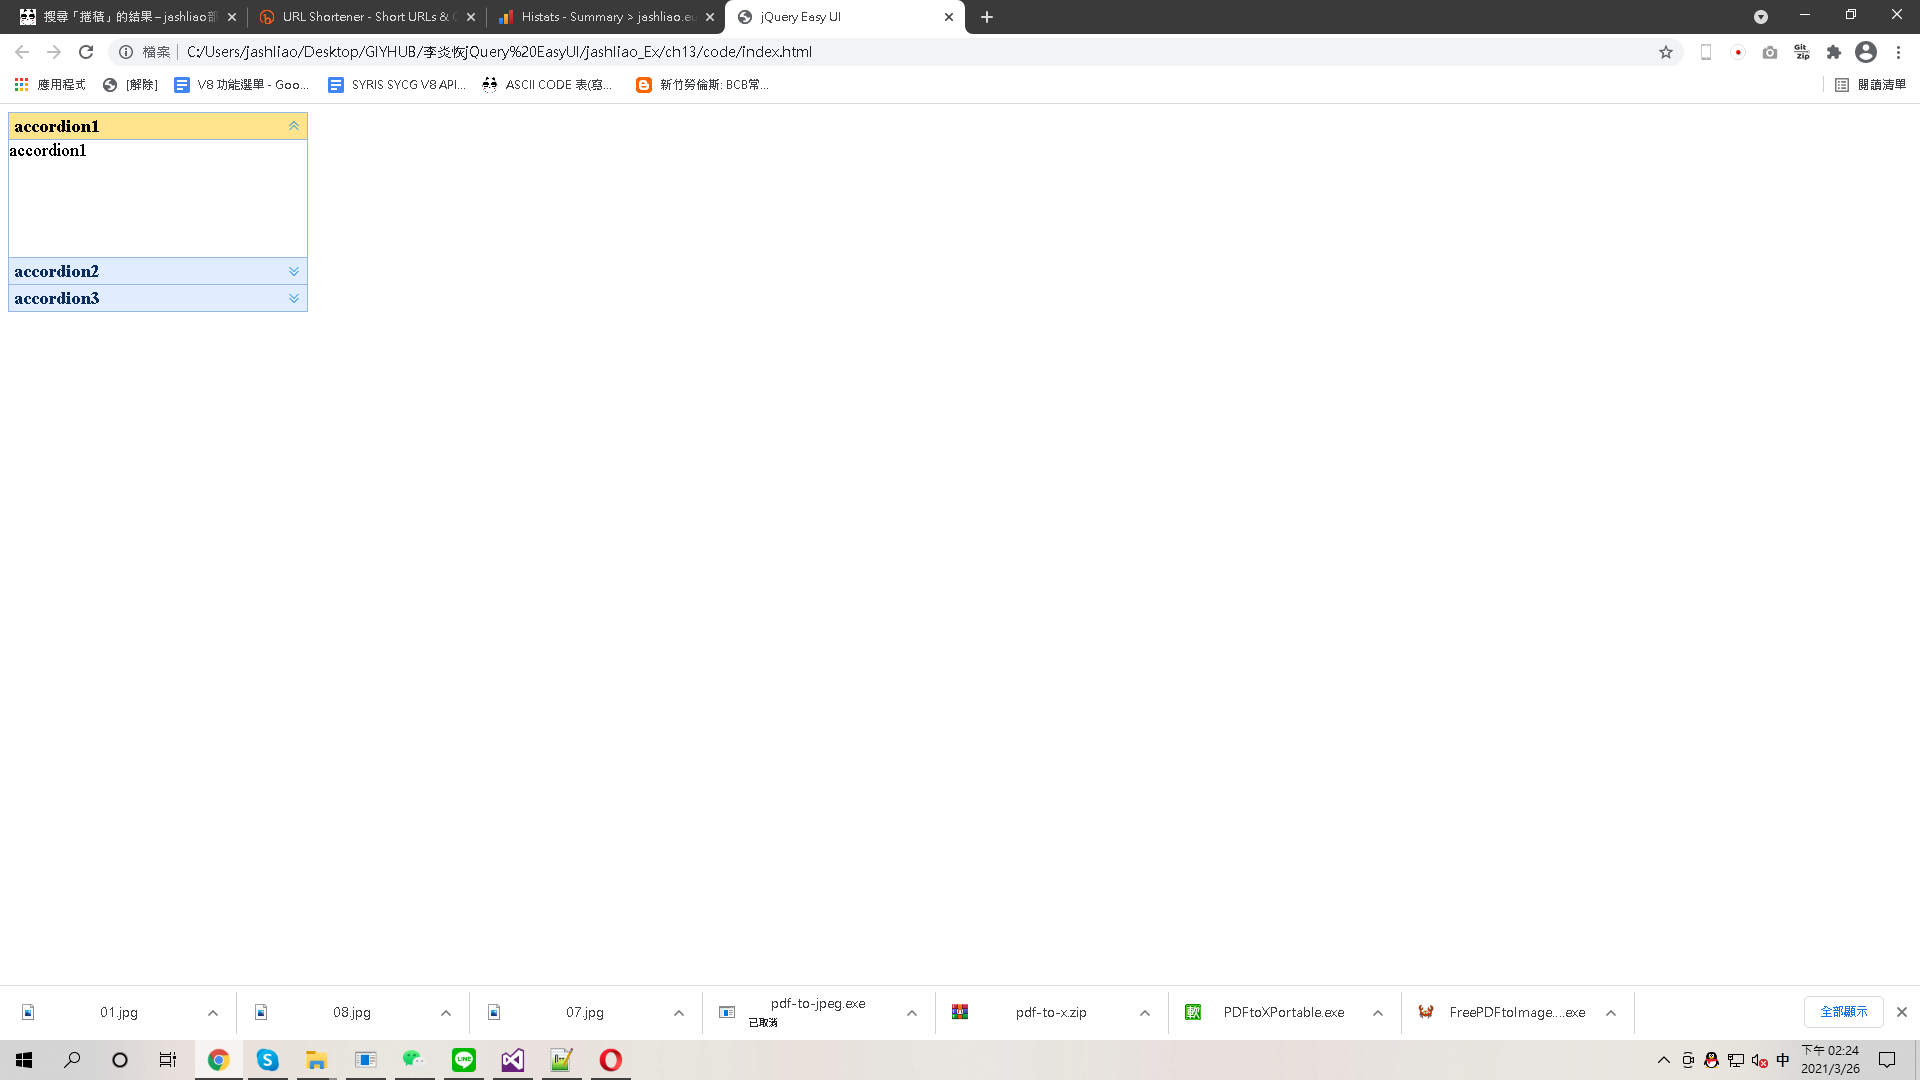 搜尋「捲積」的結果 – jashliao部
URL Shortener - Short URLs & C
Histats - Summary > jashliao.eu
jQuery Easy UI
檔案
C:/Users/jashliao/Desktop/GIYHUB/李炎恢jQuery%20EasyUI/jashliao_Ex/ch13/code/index.html
Git
Zip
應用程式
[解除]
V8 功能選單 - Goo...
SYRIS SYCG V8 API...
ASCII CODE 表(寫...
新竹勞倫斯: BCB常...
閱讀清單
accordion1
accordion1
accordion2
accordion3
01.jpg
08.jpg
07.jpg
pdf-to-jpeg.exe
已取消
pdf-to-x.zip
軟
PDFtoXPortable.exe
FreePDFtoImage....exe
全部顯示
LINE
中
下午 02:24
2021/3/26